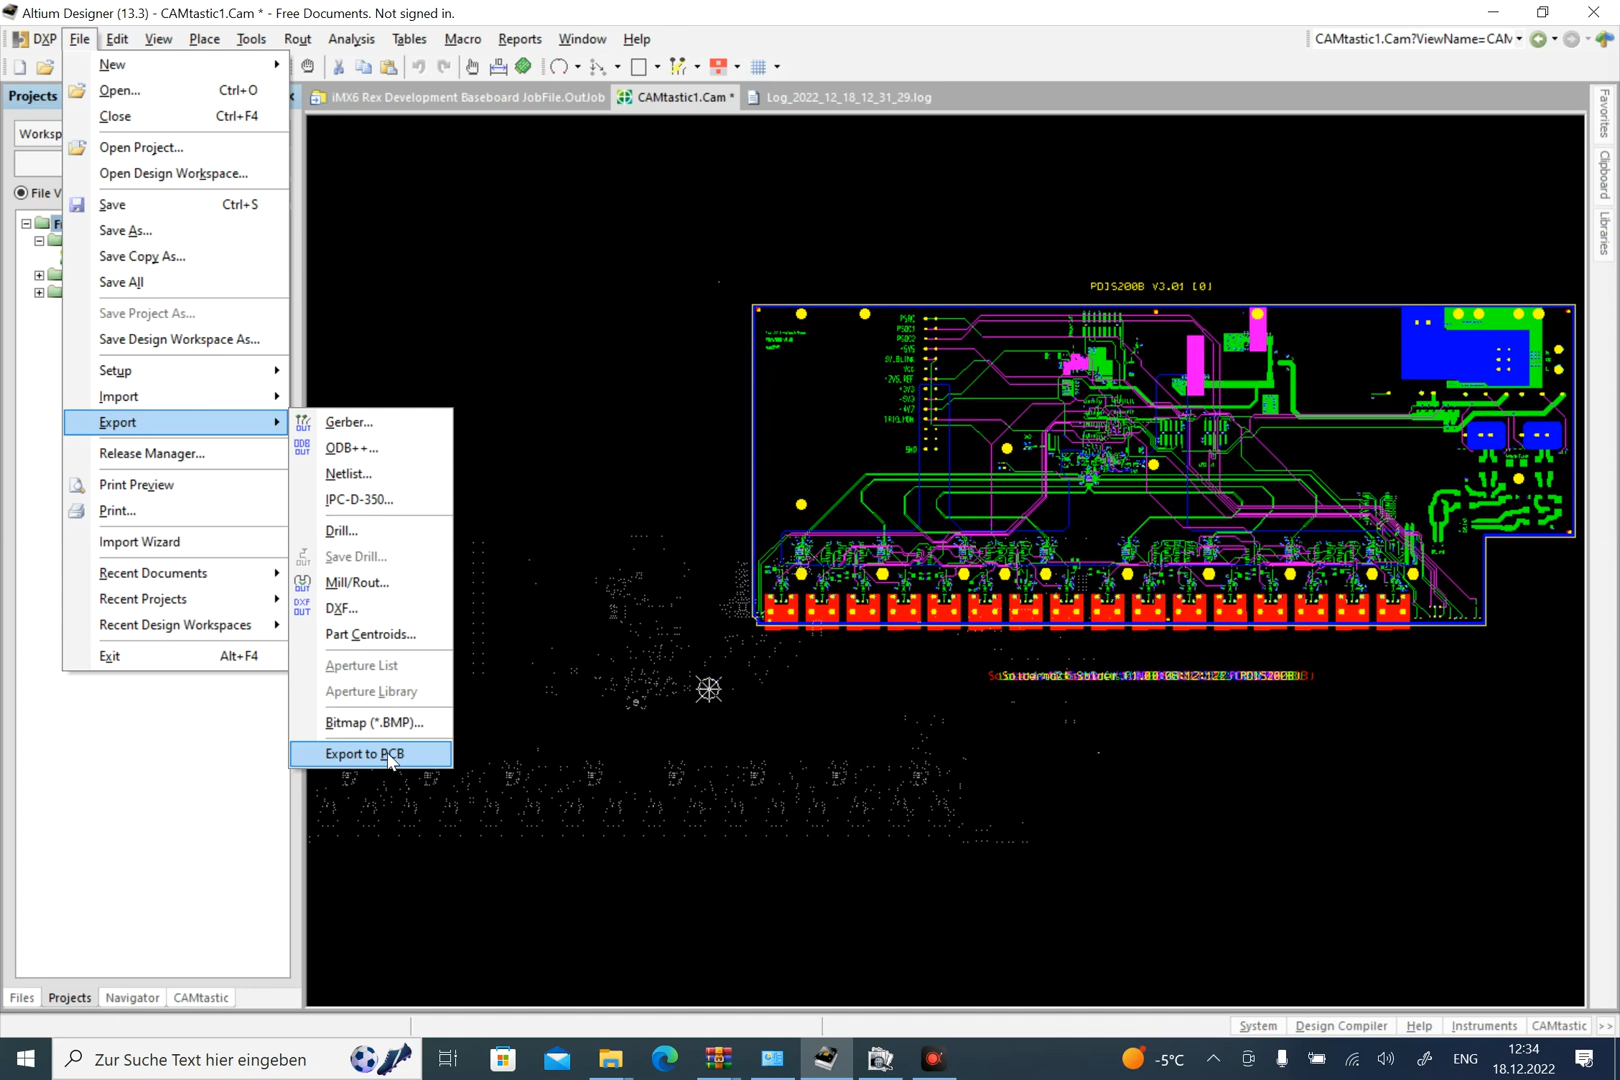 Altium Designer (13.3) - CAMtastic1.Cam * - Free Documents. Not signed in.
DXP File Edit View Place Tools Rout Analysis Tables Macro Reports Window Help
CAMtastic1.Cam?ViewName=CAM
Projects
iMX6 Rex Development Baseboard JobFile.OutJob
CAMtastic1.Cam *
Log_2022_12_18_12_31_29.log
Favorites
Clipboard
Libraries
Worksp
File V
New
Open... Ctrl+O
Close Ctrl+F4
Open Project...
Open Design Workspace...
Save Ctrl+S
Save As...
Save Copy As...
Save All
Save Project As...
Save Design Workspace As...
Setup
Import
Export
Release Manager...
Print Preview
Print...
Import Wizard
Recent Documents
Recent Projects
Recent Design Workspaces
Exit Alt+F4
Gerber...
ODB++...
Netlist...
IPC-D-350...
Drill...
Save Drill...
Mill/Rout...
DXF...
Part Centroids...
Aperture List
Aperture Library
Bitmap (*.BMP)...
Export to PCB
PDIS200B V3.01 [0]
PSDC1
PSDC2
Files Projects Navigator CAMtastic
System Design Compiler Help Instruments CAMtastic >>
Zur Suche Text hier eingeben
-5°C
ENG
12:34
18.12.2022